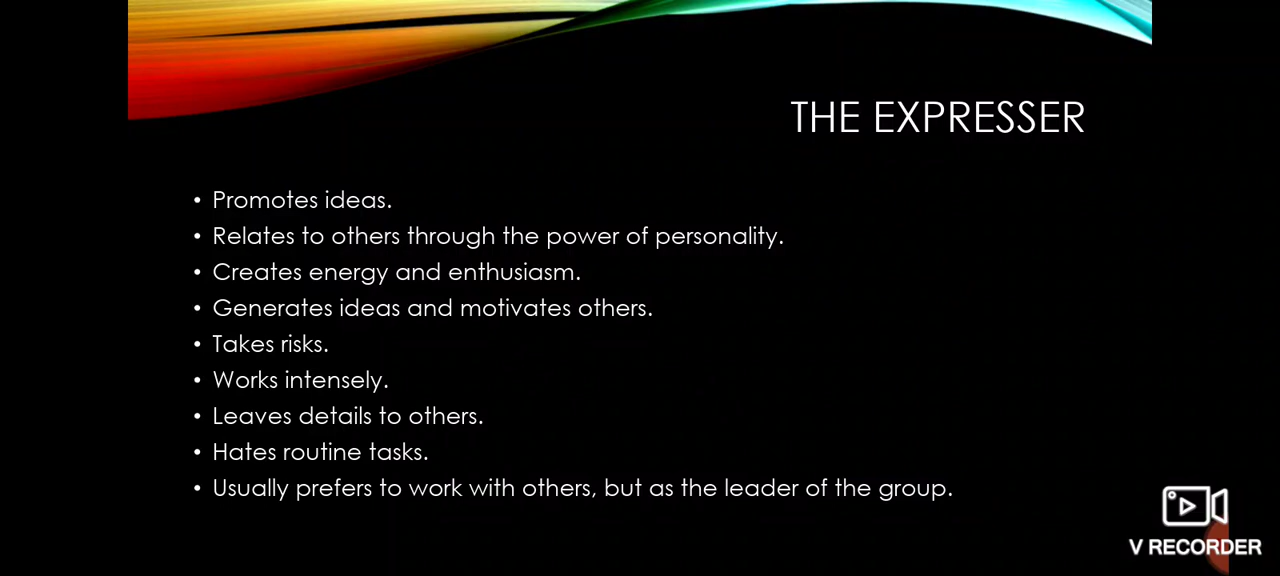 THE EXPRESSER
• Promotes ideas.
• Relates to others through the power of personality.
• Creates energy and enthusiasm.
• Generates ideas and motivates others.
• Takes risks.
• Works intensely.
• Leaves details to others.
• Hates routine tasks.
• Usually prefers to work with others, but as the leader of the group.
V RECORDER